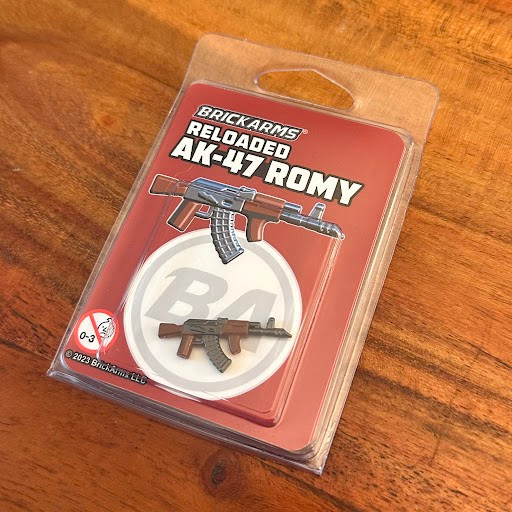 BRICKARMS®
RELOADED
AK-47 ROMY
BA
0-3
© 2023 BrickArms LLC